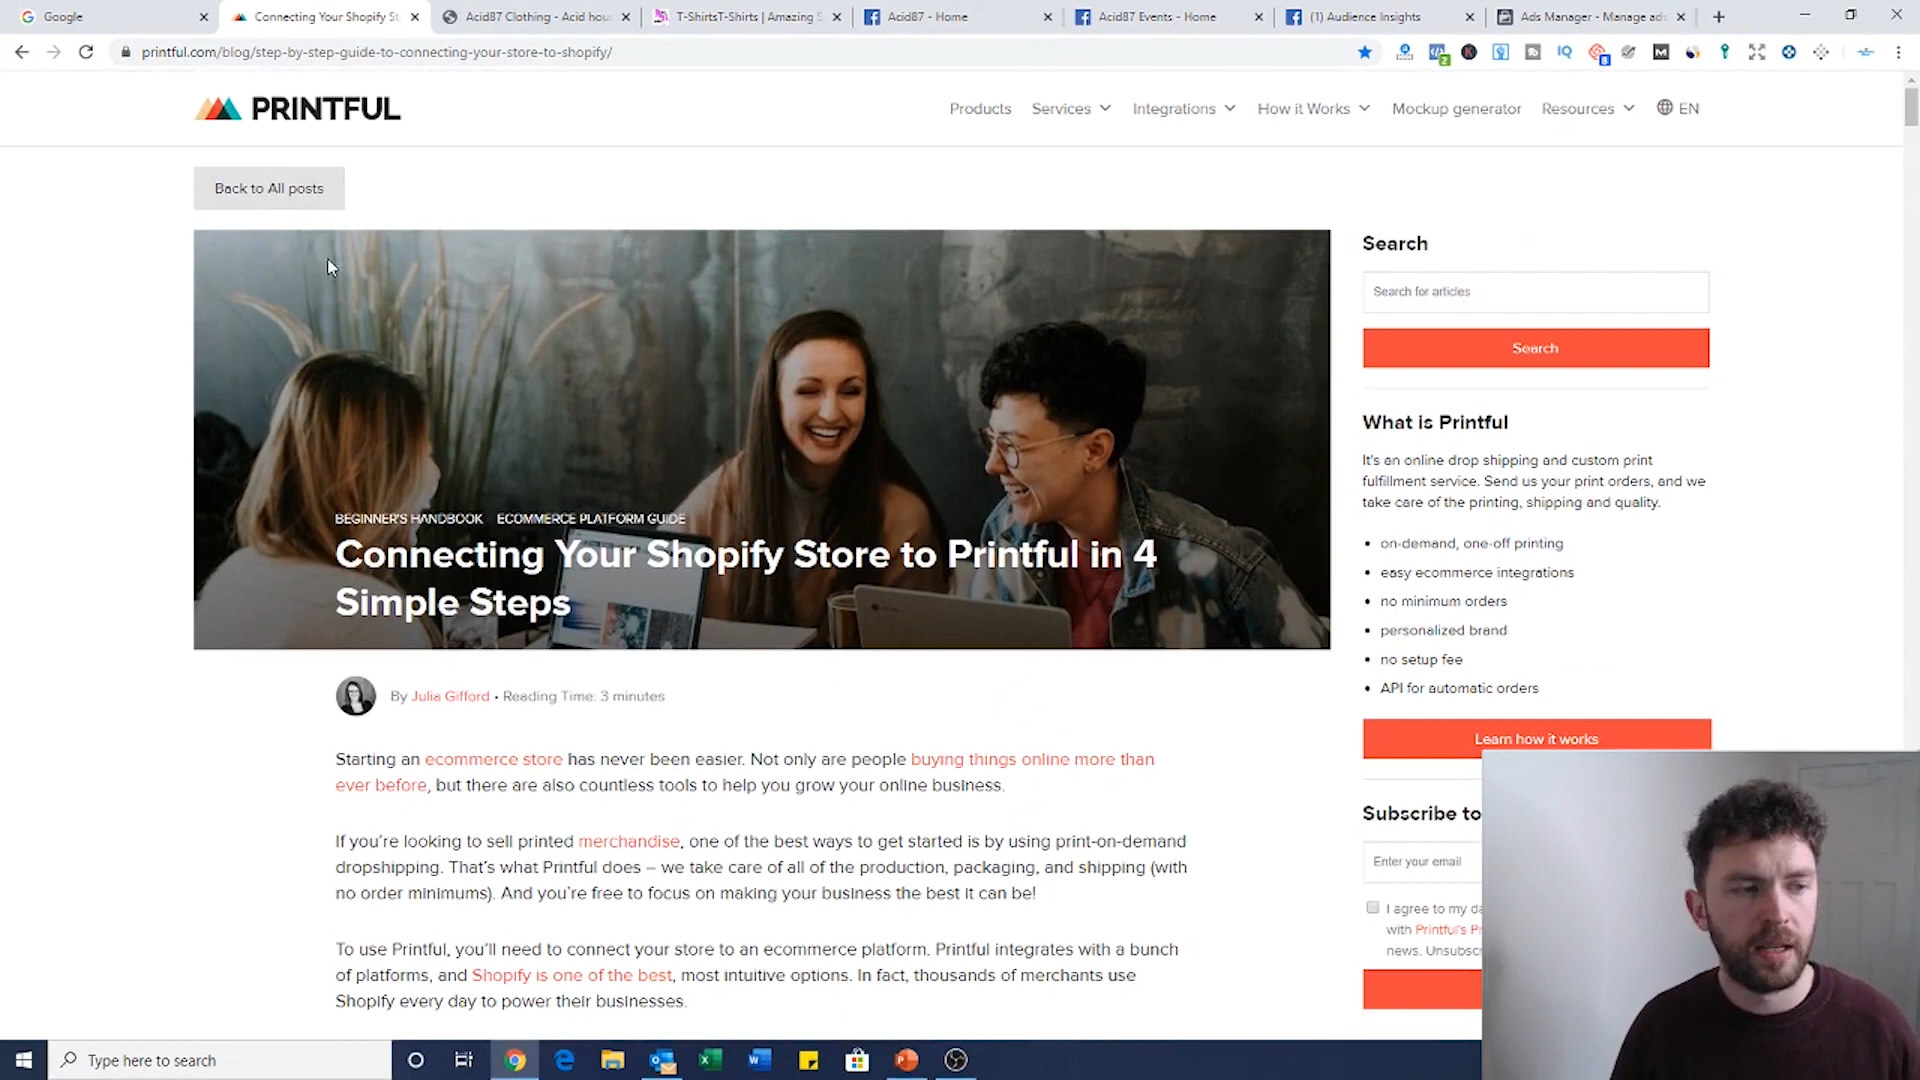 Google
Connecting Your Shopify St
Acid87 Clothing - Acid hou
T-ShirtsT-Shirts | Amazing S
Acid87 - Home
Acid87 Events - Home
(1) Audience Insights
Ads Manager - Manage ads
printful.com/blog/step-by-step-guide-to-connecting-your-store-to-shopify/
PRINTFUL
Products
Services
Integrations
How it Works
Mockup generator
Resources
EN
Back to All posts
BEGINNER'S HANDBOOK ECOMMERCE PLATFORM GUIDE
Connecting Your Shopify Store to Printful in 4
Simple Steps
By Julia Gifford • Reading Time: 3 minutes
Starting an ecommerce store has never been easier. Not only are people buying things online more than
ever before, but there are also countless tools to help you grow your online business.
If you're looking to sell printed merchandise, one of the best ways to get started is by using print-on-demand
dropshipping. That's what Printful does – we take care of all of the production, packaging, and shipping (with
no order minimums). And you're free to focus on making your business the best it can be!
To use Printful, you'll need to connect your store to an ecommerce platform. Printful integrates with a bunch
of platforms, and Shopify is one of the best, most intuitive options. In fact, thousands of merchants use
Shopify every day to power their businesses.
Search
Search for articles
Search
What is Printful
It's an online drop shipping and custom print
fulfillment service. Send us your print orders, and we
take care of the printing, shipping and quality.
• on-demand, one-off printing
• easy ecommerce integrations
• no minimum orders
• personalized brand
• no setup fee
• API for automatic orders
Learn how it works
Subscribe to
Enter your email
I agree to my da
with Printful's Pr
news. Unsubscr
Type here to search